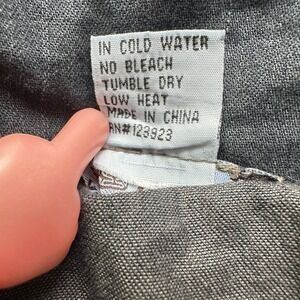 IN COLD WATER
NO BLEACH
TUMBLE DRY
LOW HEAT
MADE IN CHINA
RN#123923